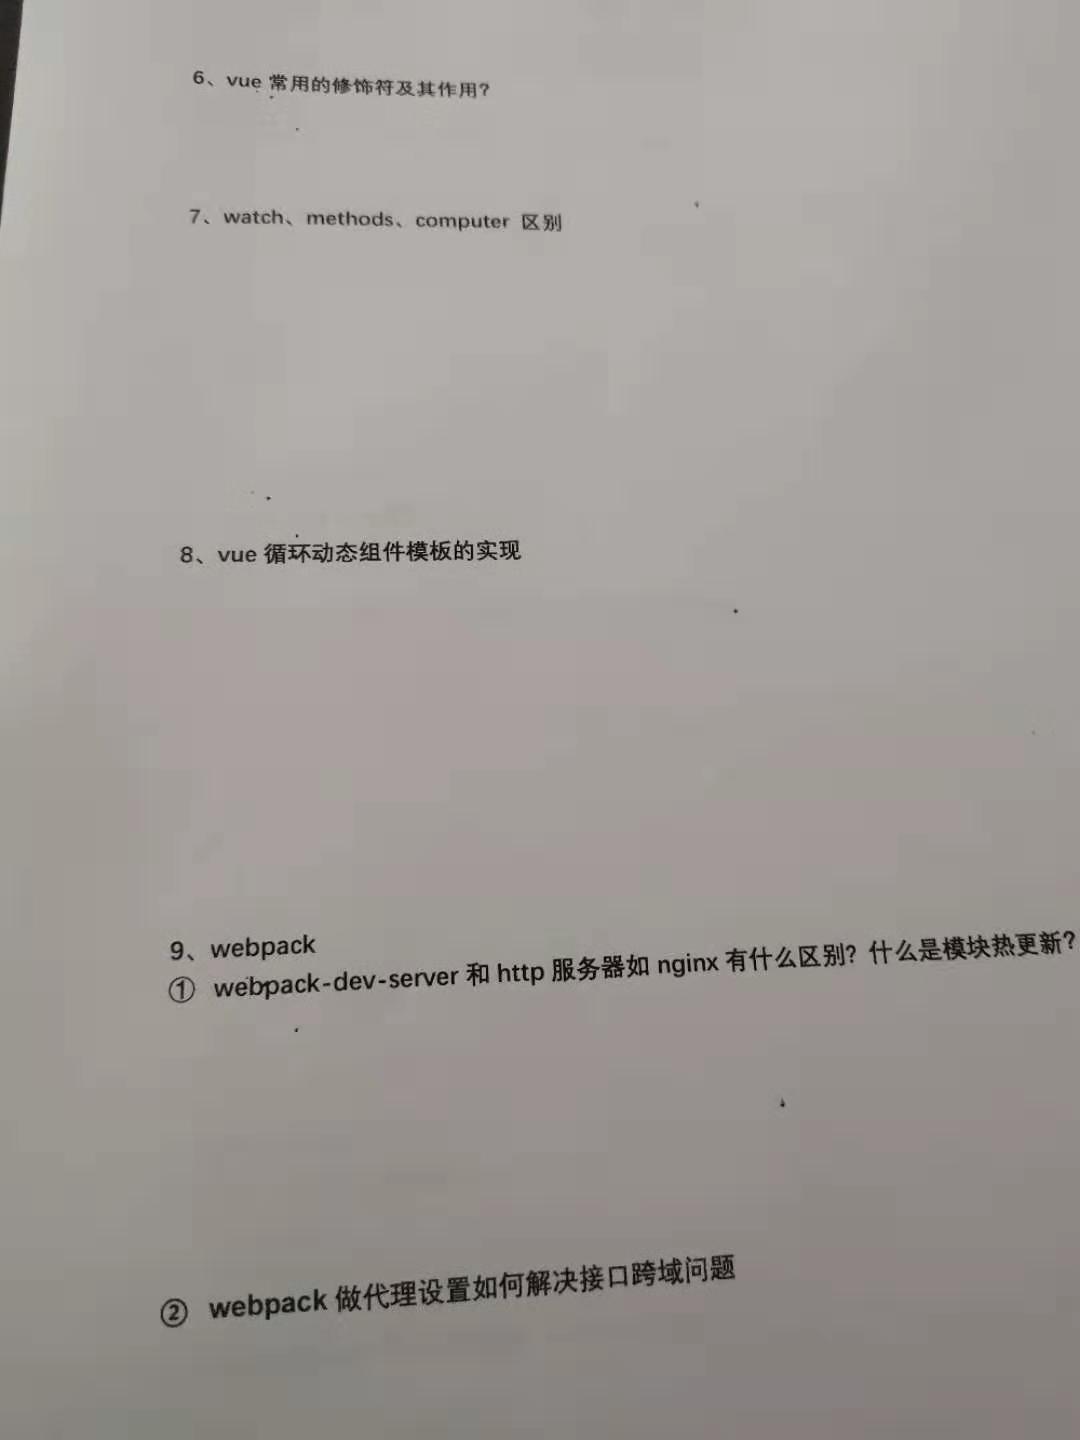 6、vue 常用的修饰符及其作用?
7、watch、methods、computer 区别
8、vue 循环动态组件模板的实现
9、webpack
① webpack-dev-server 和 http 服务器如 nginx 有什么区别? 什么是模块热更新?
② webpack 做代理设置如何解决接口跨域问题